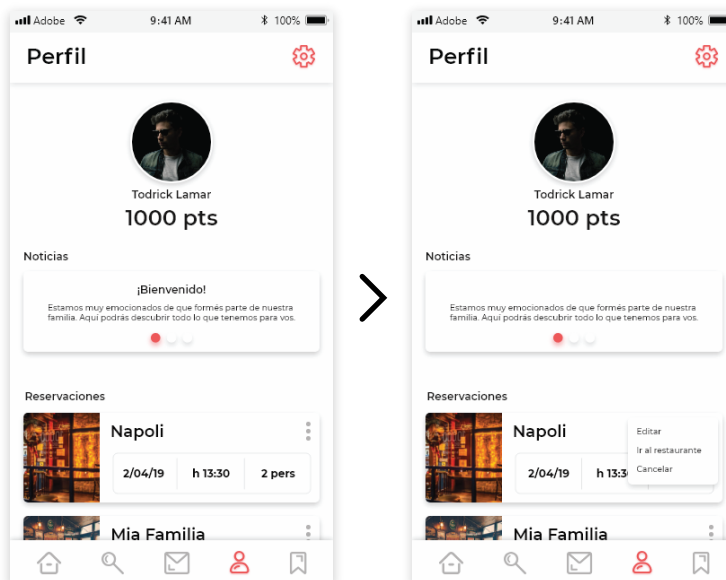 Adobe 9:41 AM 100%
Perfil
Todrick Lamar
1000 pts
Noticias
¡Bienvenido!
Estamos muy emocionados de que formés parte de nuestra
familia. Aquí podrás descubrir todo lo que tenemos para vos.
Reservaciones
Napoli
2/04/19 h 13:30 2 pers
Mia Familia
Adobe 9:41 AM 100%
Perfil
Todrick Lamar
1000 pts
Noticias
Estamos muy emocionados de que formés parte de nuestra
familia. Aquí podrás descubrir todo lo que tenemos para vos.
Reservaciones
Napoli
Editar
Ir al restaurante
Cancelar
2/04/19 h 13:3
Mia Familia